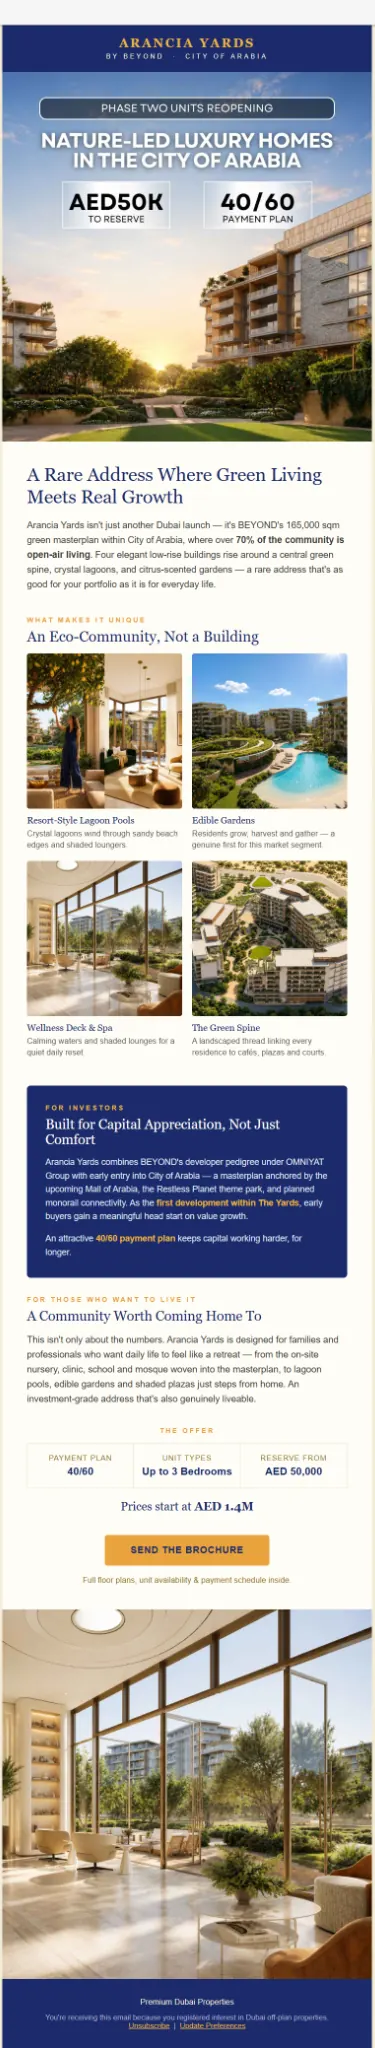 ARANCIA YARDS
BY BEYOND · CITY OF ARABIA
PHASE TWO UNITS REOPENING
NATURE-LED LUXURY HOMES
IN THE CITY OF ARABIA
AED50K
TO RESERVE
40/60
PAYMENT PLAN
A Rare Address Where Green Living
Meets Real Growth
Arancia Yards isn't just another Dubai launch — it's BEYOND's 165,000 sqm
green masterplan within City of Arabia, where over 70% of the community is
open-air living. Four elegant low-rise buildings rise around a central green
spine, crystal lagoons, and citrus-scented gardens — a rare address that's as
good for your portfolio as it is for everyday life.
WHAT MAKES IT UNIQUE
An Eco-Community, Not a Building
Resort-Style Lagoon Pools
Crystal lagoons wind through sandy beach
edges and shaded loungers.
Edible Gardens
Residents grow, harvest and gather — a
genuine first for this market segment.
Wellness Deck & Spa
Calming waters and shaded lounges for a
quiet daily reset.
The Green Spine
A landscaped thread linking every
residence to cafés, plazas and courts.
FOR INVESTORS
Built for Capital Appreciation, Not Just
Comfort
Arancia Yards combines BEYOND's developer pedigree under OMNIYAT
Group with early entry into City of Arabia — a masterplan anchored by the
upcoming Mall of Arabia, the Restless Planet theme park, and planned
monorail connectivity. As the first development within The Yards, early
buyers gain a meaningful head start on value growth.
An attractive 40/60 payment plan keeps capital working harder, for
longer.
FOR THOSE WHO WANT TO LIVE IT
A Community Worth Coming Home To
This isn't only about the numbers. Arancia Yards is designed for families and
professionals who want daily life to feel like a retreat — from the on-site
nursery, clinic, school and mosque woven into the masterplan, to lagoon
pools, edible gardens and shaded plazas just steps from home. An
investment-grade address that's also genuinely liveable.
THE OFFER
PAYMENT PLAN
40/60
UNIT TYPES
Up to 3 Bedrooms
RESERVE FROM
AED 50,000
Prices start at AED 1.4M
SEND THE BROCHURE
Full floor plans, unit availability & payment schedule inside.
Premium Dubai Properties
You're receiving this email because you registered interest in Dubai off-plan properties.
Unsubscribe | Update Preferences